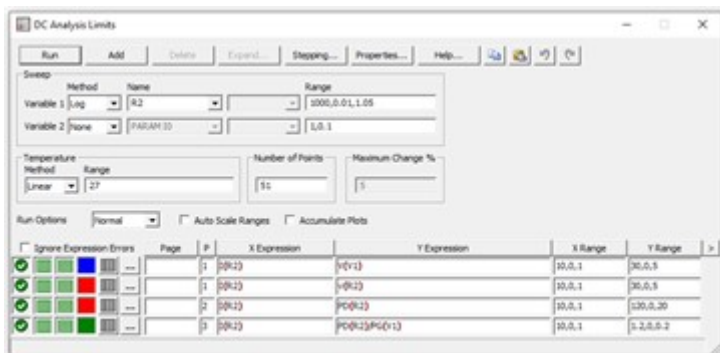 DC Analysis Limits
Run Add Delete Expand... Stepping... Properties... Help...
Sweep
Method Name Range
Variable 1 Log R2 1000,0.01,1.05
Variable 2 None PARAM ID 1,0.1
Temperature Number of Points Maximum Change %
Method Range
Linear 27 51 5
Run Options Normal Auto Scale Ranges Accumulate Plots
Ignore Expression Errors Page P X Expression Y Expression X Range Y Range >
... 1 I(R2) V(V1) 10,0,1 30,0,5
... 1 I(R2) V(R2) 10,0,1 30,0,5
... 2 I(R2) PD(R2) 10,0,1 120,0,20
... 3 I(R2) PD(R2)/PG(V1) 10,0,1 1.2,0,0.2